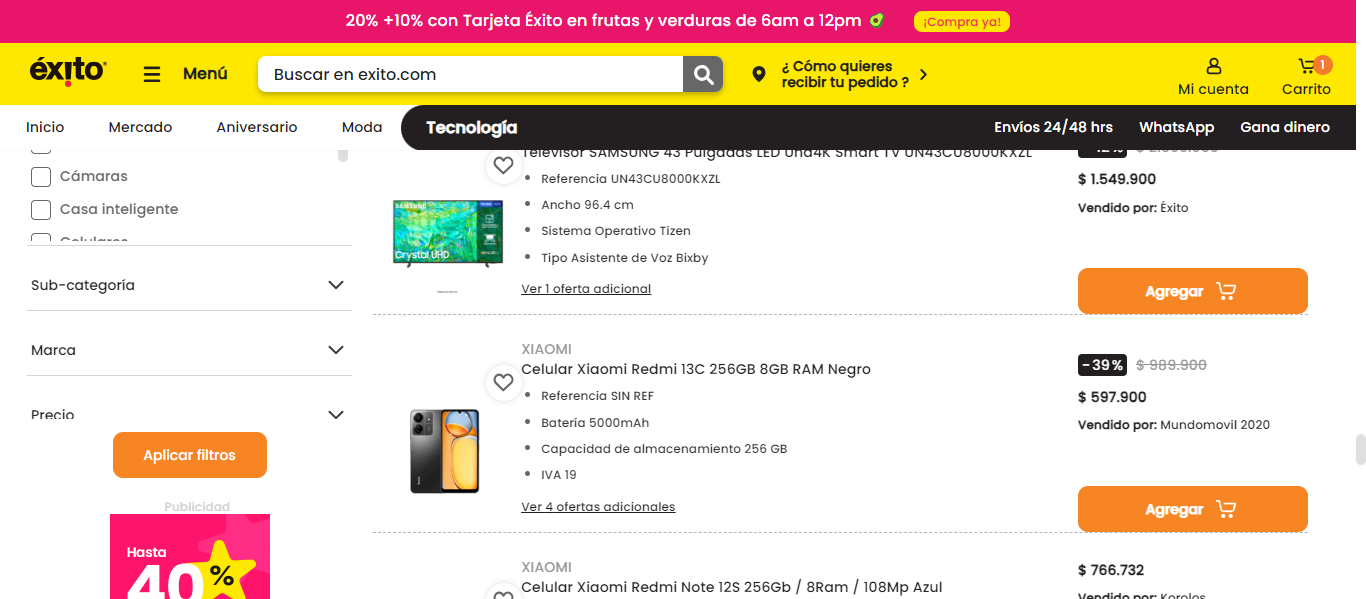 20% +10% con Tarjeta Éxito en frutas y verduras de 6am a 12pm
¡Compra ya!
éxito
Menú
Buscar en exito.com
¿ Cómo quieres
recibir tu pedido ?
Mi cuenta
1
Carrito
Inicio
Mercado
Aniversario
Moda
Tecnología
Envíos 24/48 hrs
WhatsApp
Gana dinero
Cámaras
Casa inteligente
Celulares
Sub-categoría
Marca
Precio
Aplicar filtros
Publicidad
Hasta
40%
Televisor SAMSUNG 43 Pulgadas LED Uhd4K Smart TV UN43CU8000KXZL
Referencia UN43CU8000KXZL
Ancho 96.4 cm
Sistema Operativo Tizen
Tipo Asistente de Voz Bixby
Ver 1 oferta adicional
SAMSUNG
Crystal UHD
$ 1.549.900
Vendido por: Éxito
Agregar
XIAOMI
Celular Xiaomi Redmi 13C 256GB 8GB RAM Negro
Referencia SIN REF
Batería 5000mAh
Capacidad de almacenamiento 256 GB
IVA 19
Ver 4 ofertas adicionales
-39% $ 989.900
$ 597.900
Vendido por: Mundomovil 2020
Agregar
XIAOMI
Celular Xiaomi Redmi Note 12S 256Gb / 8Ram / 108Mp Azul
$ 766.732
Vendido por: Korolos